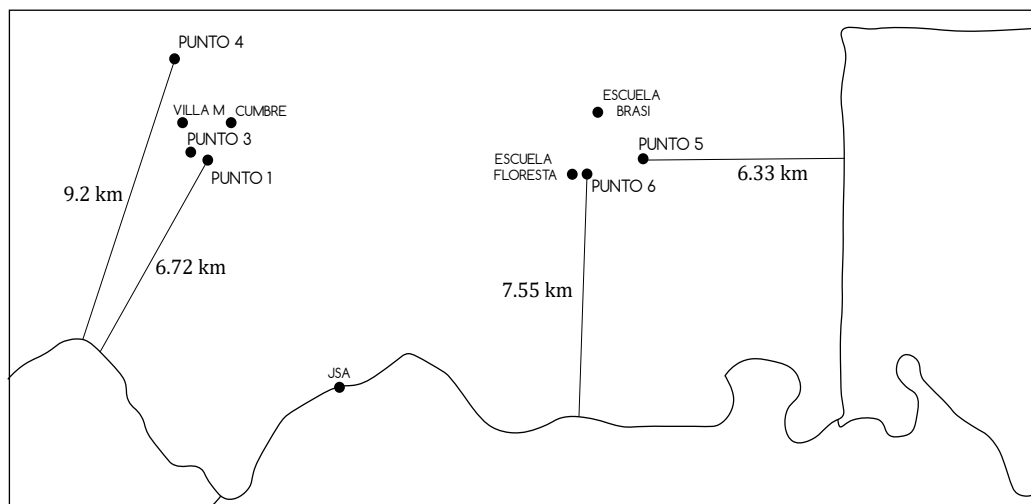 PUNTO 4
VILLA M
CUMBRE
PUNTO 3
PUNTO 1
9.2 km
6.72 km
JSA
ESCUELA
BRASI
ESCUELA
FLORESTA
PUNTO 5
PUNTO 6
6.33 km
7.55 km